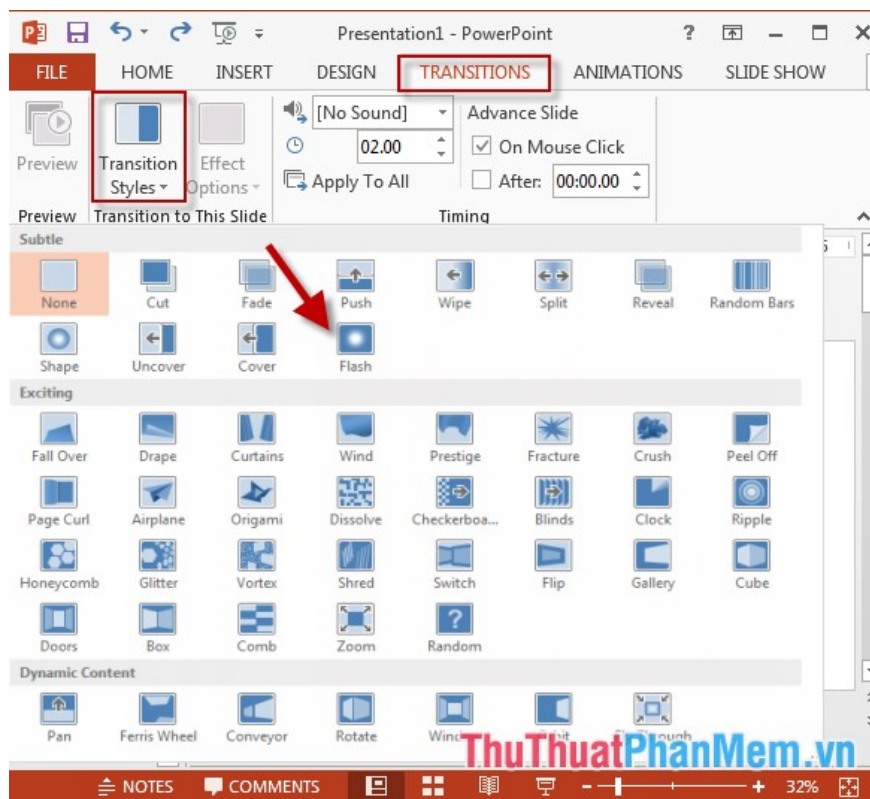 Presentation1 - PowerPoint ?
FILE HOME INSERT DESIGN TRANSITIONS ANIMATIONS SLIDE SHOW
[No Sound] Advance Slide
02.00 On Mouse Click
Preview Transition Styles Effect Options Apply To All After: 00:00.00
Preview Transition to This Slide Timing
Subtle
None Cut Fade Push Wipe Split Reveal Random Bars
Shape Uncover Cover Flash
Exciting
Fall Over Drape Curtains Wind Prestige Fracture Crush Peel Off
Page Curl Airplane Origami Dissolve Checkerboa... Blinds Clock Ripple
Honeycomb Glitter Vortex Shred Switch Flip Gallery Cube
Doors Box Comb Zoom Random
Dynamic Content
Pan Ferris Wheel Conveyor Rotate
ThuThuatPhanMem.vn
NOTES COMMENTS 32%